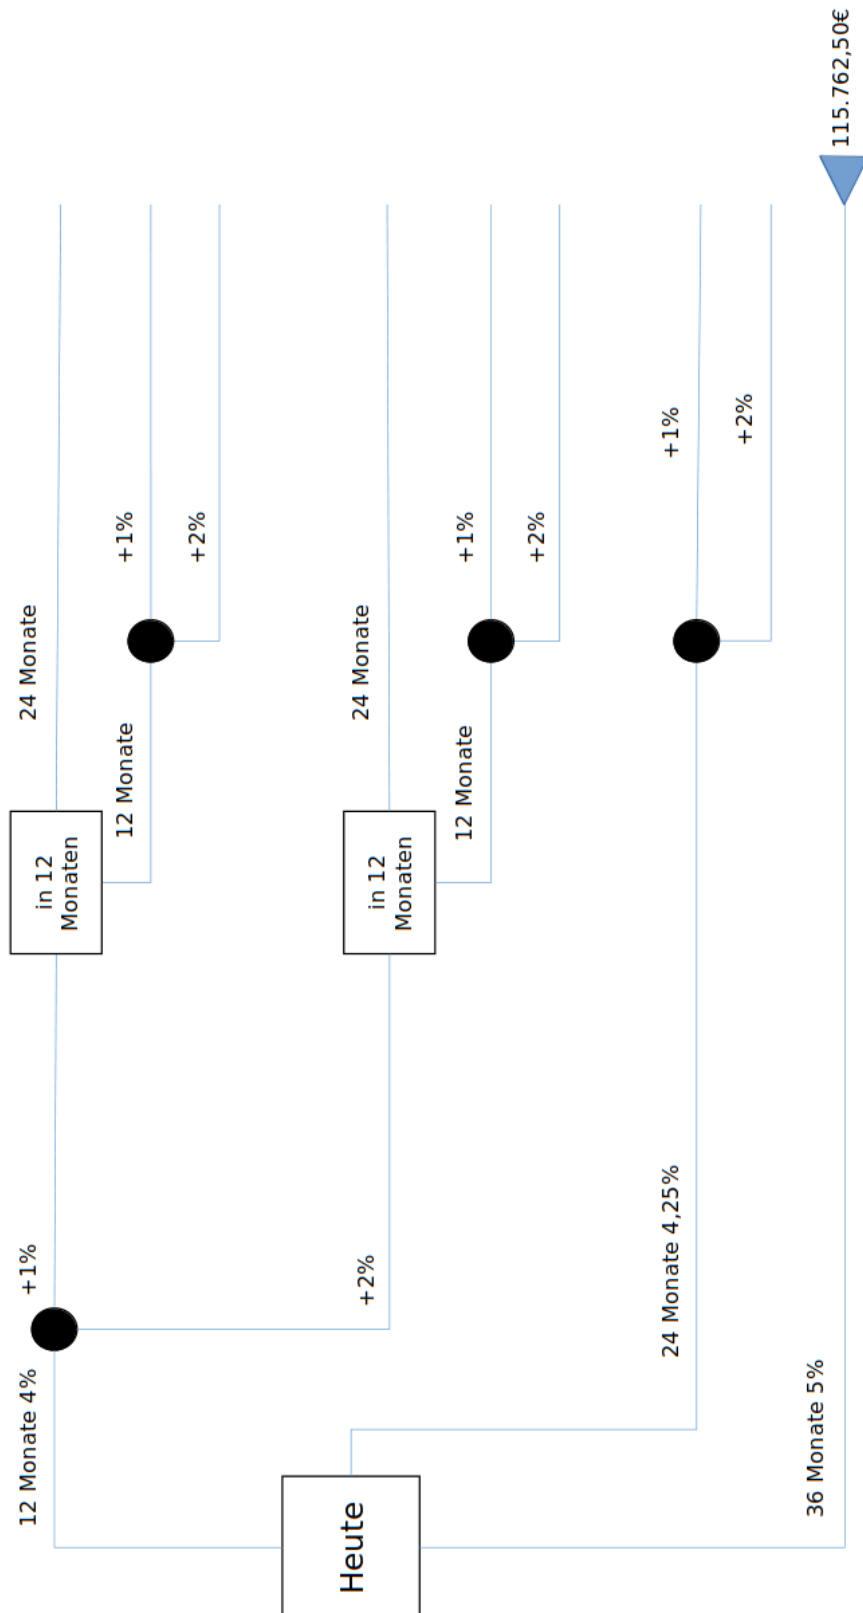 Heute
12 Monate 4%
+1%
in 12
Monaten
24 Monate
12 Monate
+1%
+2%
+2%
in 12
Monaten
24 Monate
12 Monate
+1%
+2%
24 Monate 4,25%
+1%
+2%
36 Monate 5%
115.762,50€